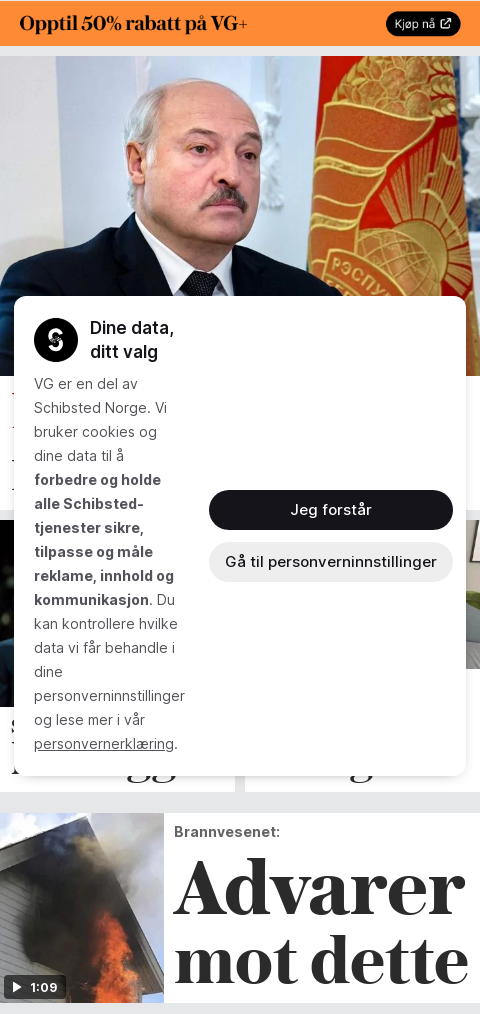 Opptil 50% rabatt på VG+
Kjøp nå
РЭСПУ
Dine data,
ditt valg
VG er en del av
Schibsted Norge. Vi
bruker cookies og
dine data til å
forbedre og holde
alle Schibsted-
tjenester sikre,
tilpasse og måle
reklame, innhold og
kommunikasjon. Du
kan kontrollere hvilke
data vi får behandle i
dine
personverninnstillinger
og lese mer i vår
personvernerklæring.
Jeg forstår
Gå til personverninnstillinger
Brannvesenet:
Advarer
mot dette
1:09